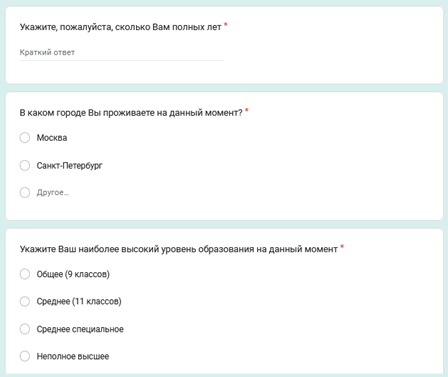 Укажите, пожалуйста, сколько Вам полных лет *
Краткий ответ
В каком городе Вы проживаете на данный момент? *
Москва
Санкт-Петербург
Другое...
Укажите Ваш наиболее высокий уровень образования на данный момент *
Общее (9 классов)
Среднее (11 классов)
Среднее специальное
Неполное высшее